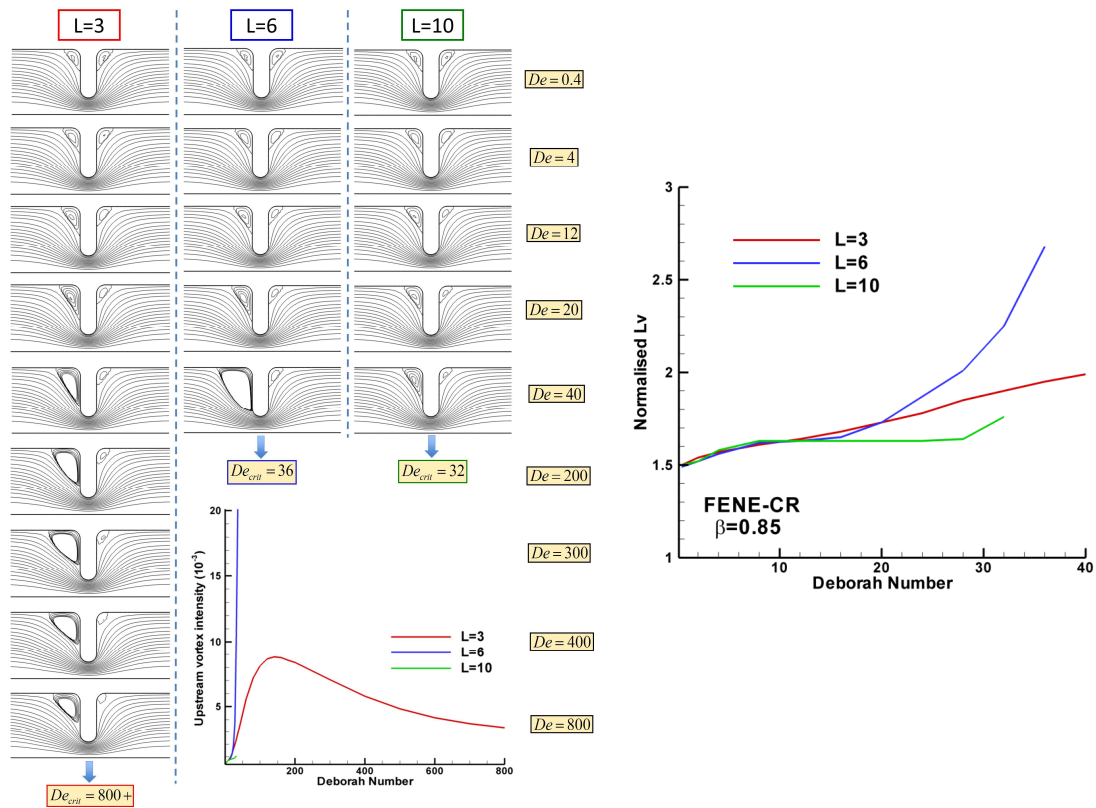 L=3
L=6
L=10
De = 0.4
De = 4
De = 12
De = 20
De = 40
De_crit = 36
De_crit = 32
De = 200
De = 300
De = 400
De = 800
De_crit = 800+
20
15
10
5
200
400
600
800
Upstream vortex intensity (10⁻³)
Deborah Number
L=3
L=6
L=10
3
2.5
2
1.5
1
10
20
30
40
Normalised Lv
Deborah Number
L=3
L=6
L=10
FENE-CR
β=0.85